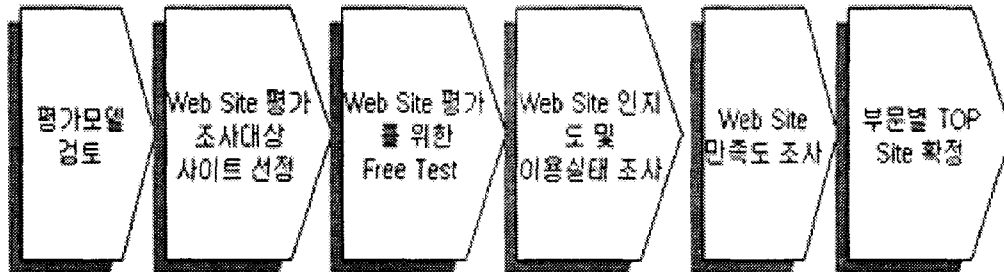 평가모델
검토
Web Site 평가
조사대상
사이트 선정
Web Site 평가
를 위한
Free Test
Web Site 인지
도 및
이용실태 조사
Web Site
만족도 조사
부문별 TOP
Site 확정